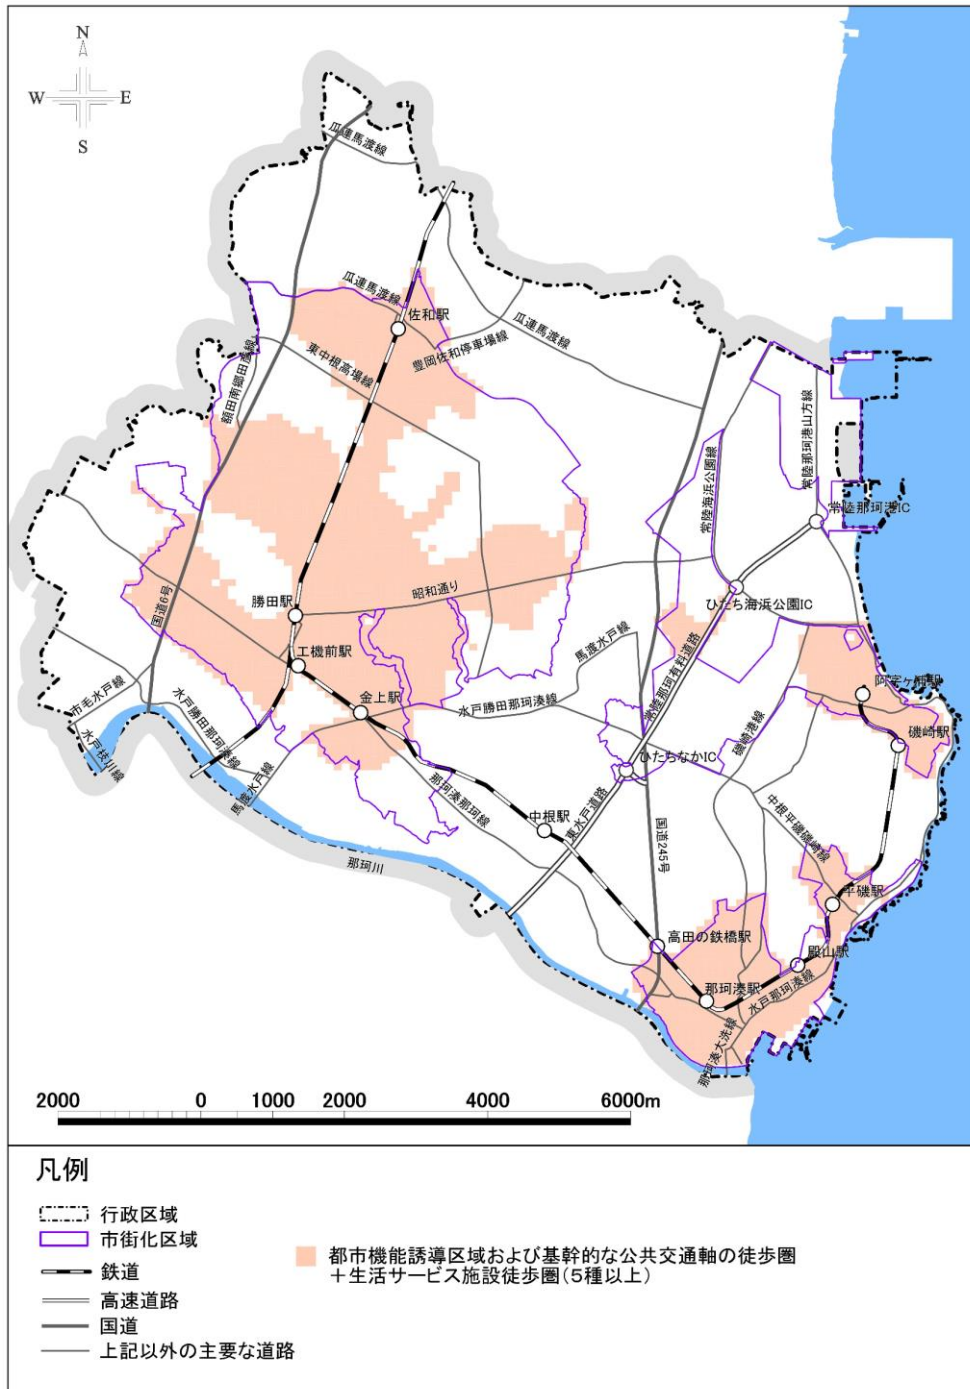 N
W E
S
瓜連馬渡線
瓜連馬渡線
佐和駅
瓜連馬渡線
豊岡佐和停車場線
東中根高場線
額田南郷田彦線
常陸那珂港山方線
常陸海浜公園線
常陸那珂港IC
昭和通り
ひたち海浜公園IC
国道6号
勝田駅
工機前駅
馬渡水戸線
常陸那珂有料道路
阿字ヶ浦駅
金上駅
水戸勝田那珂湊線
市毛水戸線
水戸勝田那珂湊線
磯崎港線
磯崎駅
水戸枝川線
ひたちなかIC
馬渡水戸線
那珂湊那珂線
中根駅
東水戸道路
中根平磯磯崎線
国道245号
那珂川
平磯駅
高田の鉄橋駅
殿山駅
那珂湊駅
水戸那珂湊線
那珂湊大洗線
2000 0 1000 2000 4000 6000m
凡例
行政区域
市街化区域
鉄道
高速道路
国道
上記以外の主要な道路
都市機能誘導区域および基幹的な公共交通軸の徒歩圏
＋生活サービス施設徒歩圏（5種以上）